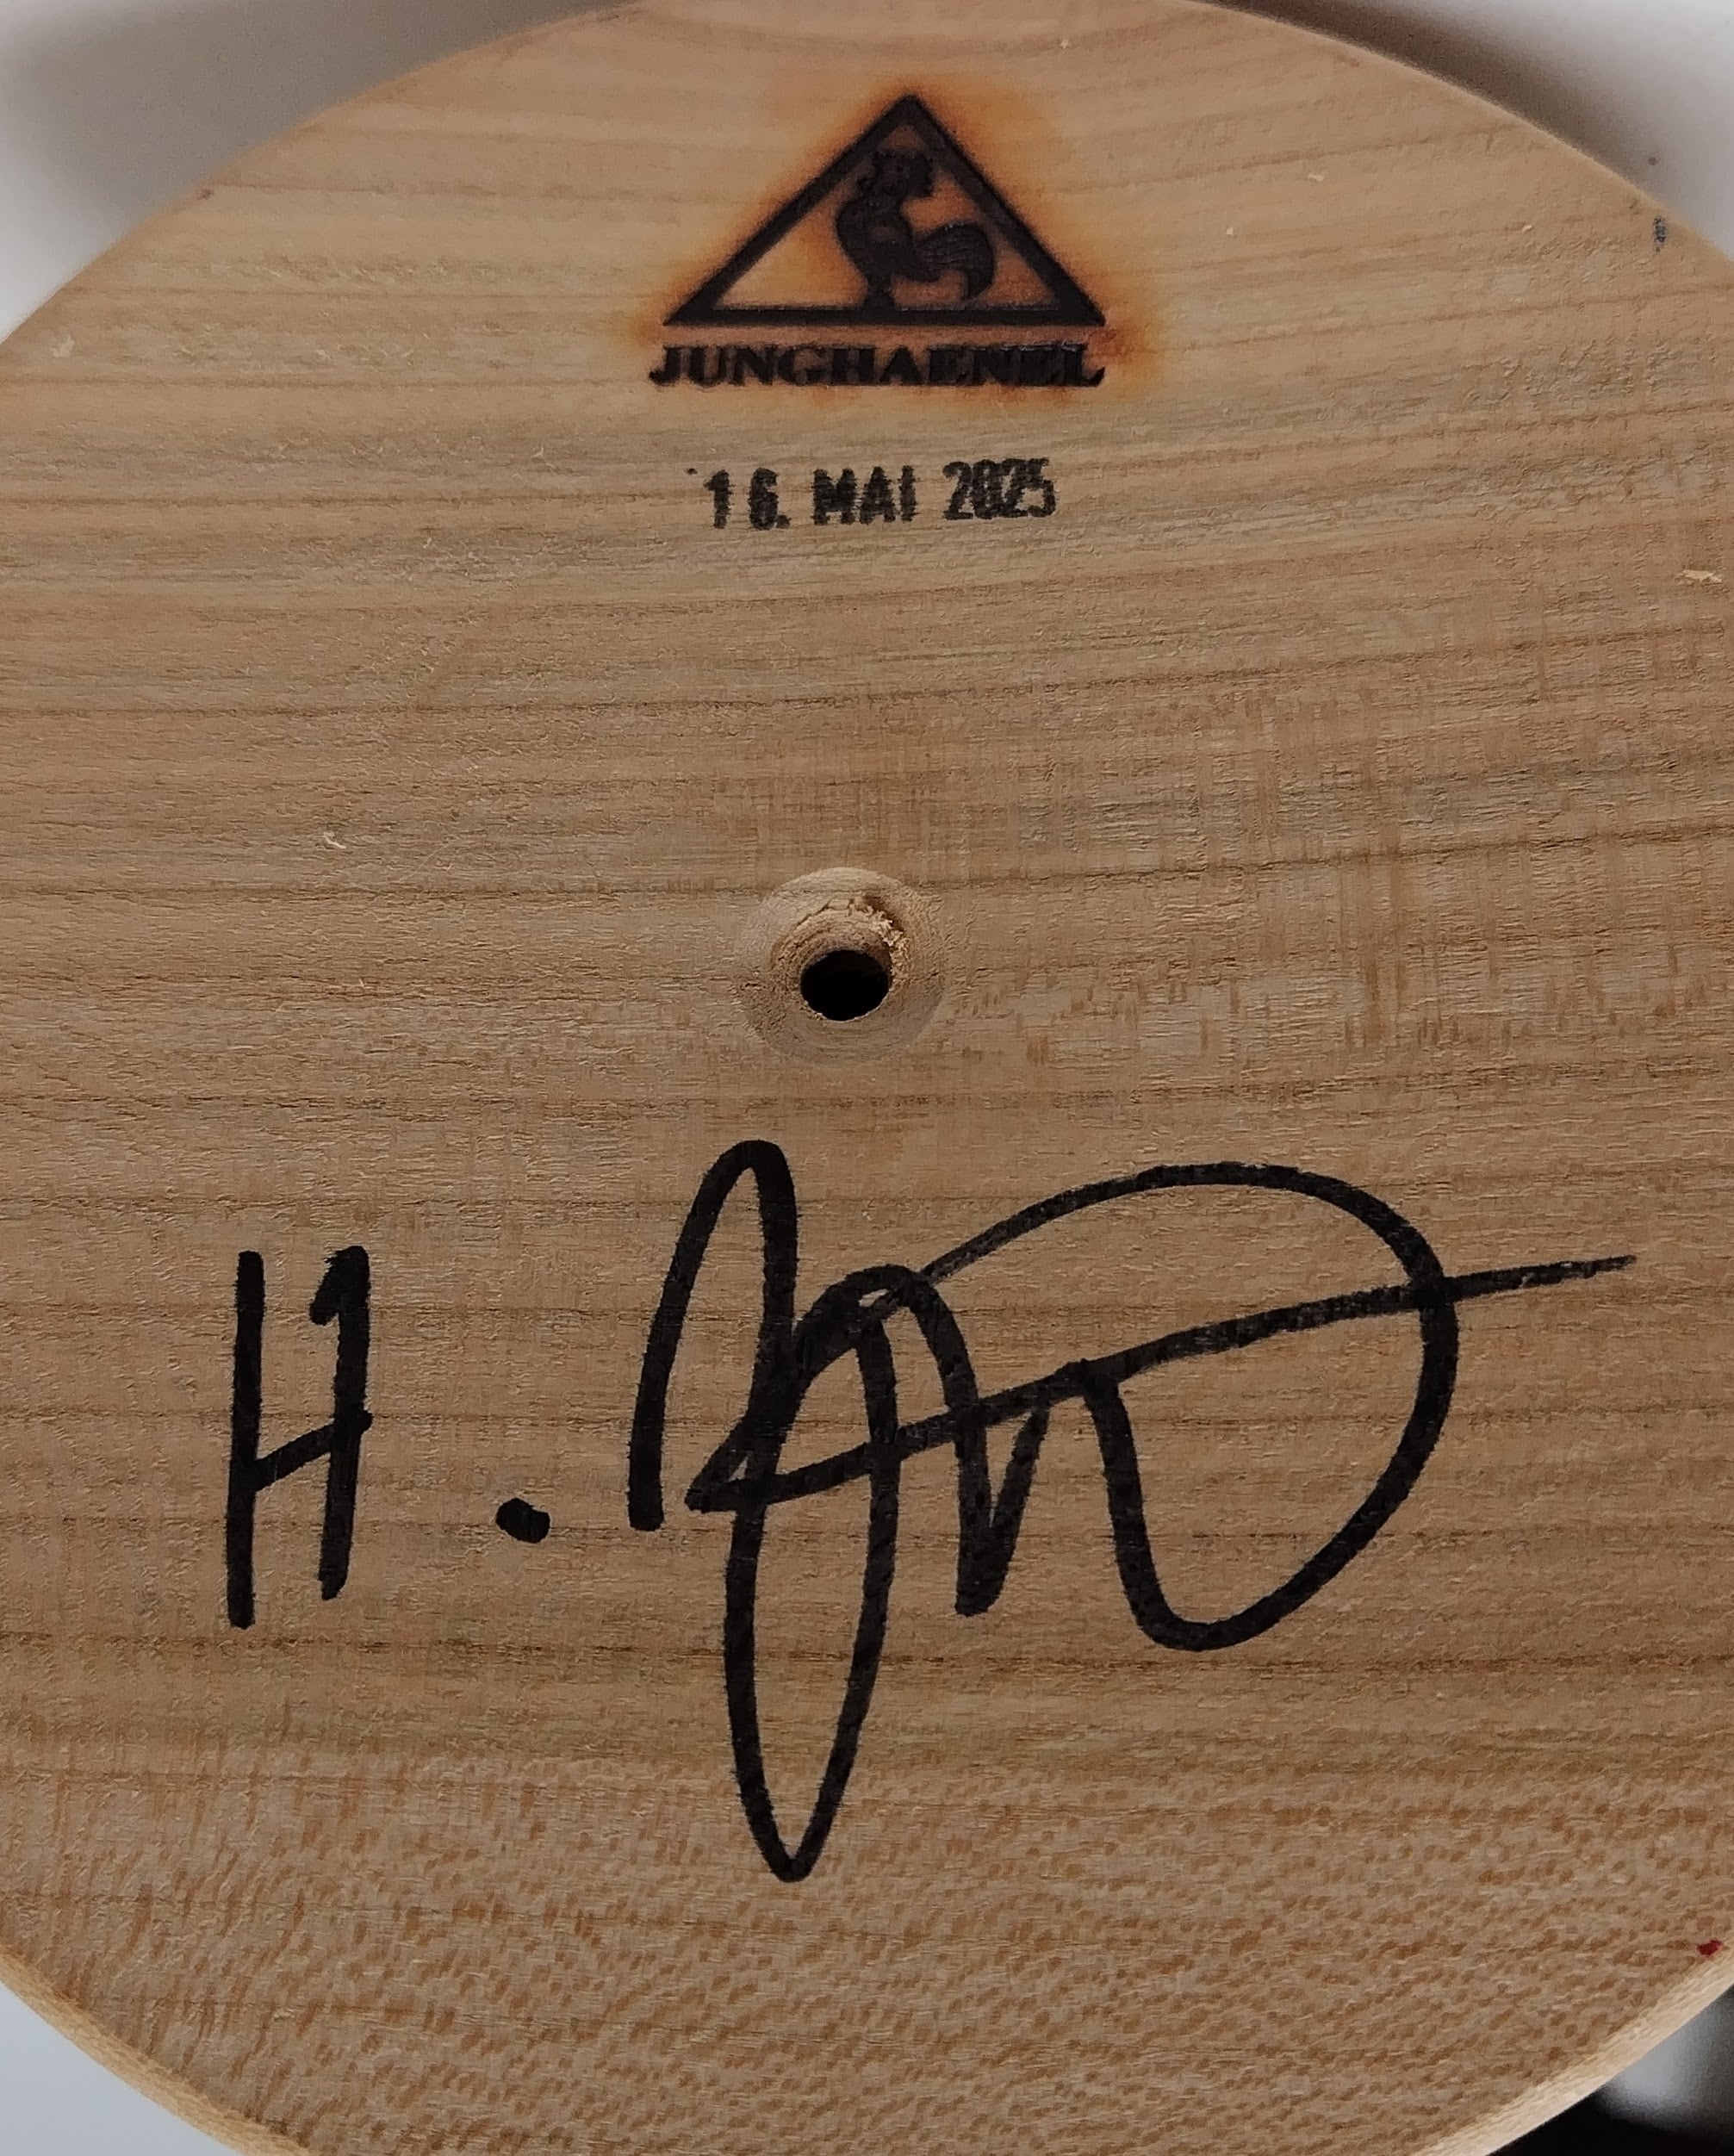 JUNGHAENEL
16. MAI 2025
H.